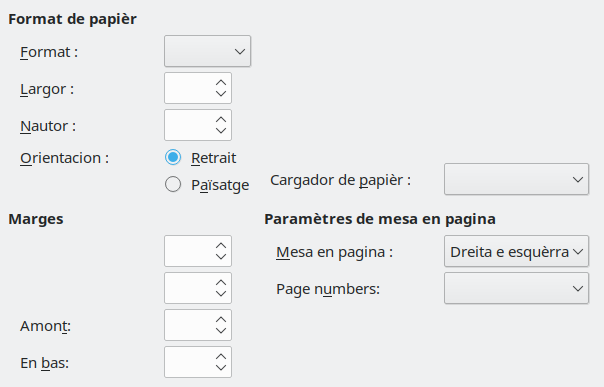 Format de papièr
Format :
Largor :
Nautor :
Orientacion :
Retrait
Païsatge
Cargador de papièr :
Marges
Amont:
En bas:
Paramètres de mesa en pagina
Mesa en pagina :
Dreita e esquèrra
Page numbers: